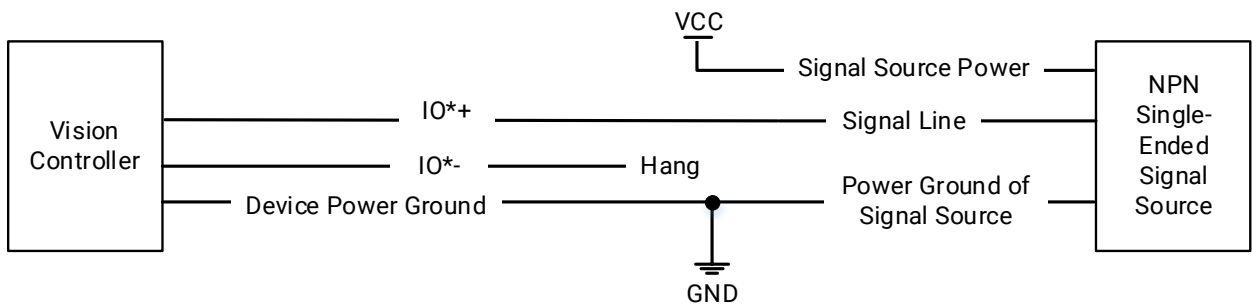 VCC
Signal Source Power
Vision
Controller
IO*+
Signal Line
IO*-
Hang
Device Power Ground
Power Ground of
Signal Source
GND
NPN
Single-
Ended
Signal
Source